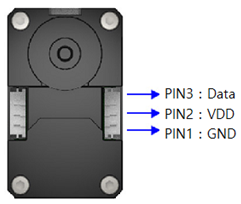 PIN3 : Data
PIN2 : VDD
PIN1 : GND